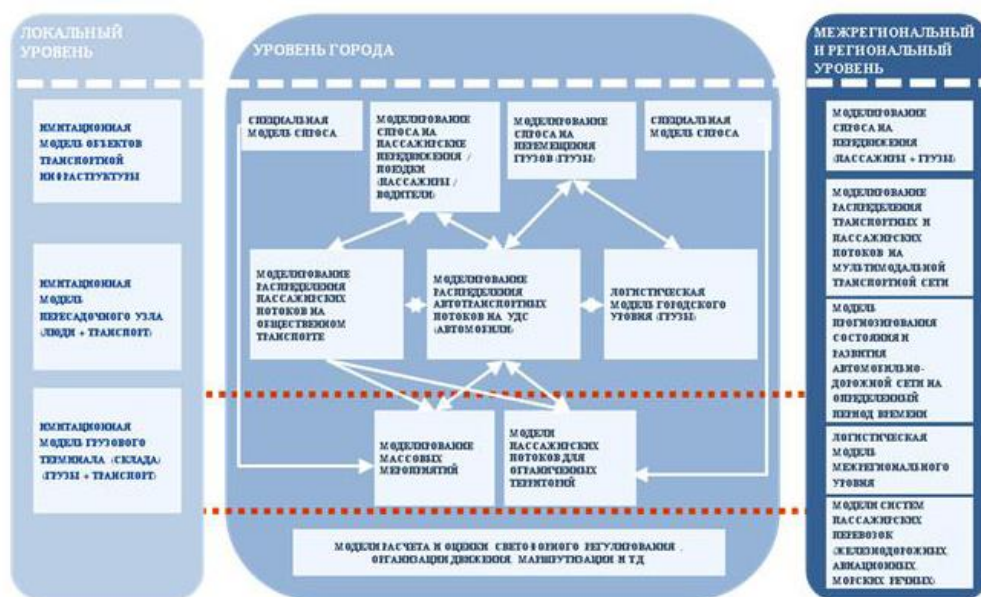 ЛОКАЛЬНЫЙ
УРОВЕНЬ
ИМИТАЦИОННАЯ
МОДЕЛЬ ОБЪЕКТОВ
ТРАНСПОРТНОЙ
ИНФРАСТРУКТУРЫ
ИМИТАЦИОННАЯ
МОДЕЛЬ
ПЕРЕСАДОЧНОГО УЗЛА
(ЛЮДИ + ТРАНСПОРТ)
ИМИТАЦИОННАЯ
МОДЕЛЬ ГРУЗОВОГО
ТЕРМИНАЛА (СКЛАДА)
(ГРУЗЫ + ТРАНСПОРТ)
УРОВЕНЬ ГОРОДА
СПЕЦИАЛЬНАЯ
МОДЕЛЬ СПРОСА
МОДЕЛИРОВАНИЕ
СПРОСА НА
ПАССАЖИРСКИЕ
ПЕРЕДВИЖЕНИЯ /
ПОЕЗДКИ
(ПАССАЖИРЫ /
ВОДИТЕЛИ)
МОДЕЛИРОВАНИЕ
СПРОСА НА
ПЕРЕМЕЩЕНИЯ
ГРУЗОВ (ГРУЗЫ)
СПЕЦИАЛЬНАЯ
МОДЕЛЬ СПРОСА
МОДЕЛИРОВАНИЕ
РАСПРЕДЕЛЕНИЯ
ПАССАЖИРСКИХ
ПОТОКОВ НА
ОБЩЕСТВЕННОМ
ТРАНСПОРТЕ
МОДЕЛИРОВАНИЕ
РАСПРЕДЕЛЕНИЯ
АВТОТРАНСПОРТНЫХ
ПОТОКОВ НА УДС
(АВТОМОБИЛИ)
ЛОГИСТИЧЕСКАЯ
МОДЕЛЬ ГОРОДСКОГО
УРОВНЯ (ГРУЗЫ)
МОДЕЛИРОВАНИЕ
МАССОВЫХ
МЕРОПРИЯТИЙ
МОДЕЛИ
ПАССАЖИРСКИХ
ПОТОКОВ ДЛЯ
ОГРАНИЧЕННЫХ
ТЕРРИТОРИЙ
МОДЕЛИ РАСЧЕТА И ОЦЕНКИ СВЕТОФОРНОГО РЕГУЛИРОВАНИЯ,
ОРГАНИЗАЦИИ ДВИЖЕНИЯ, МАРШРУТИЗАЦИИ И ТД
МЕЖРЕГИОНАЛЬНЫЙ
И РЕГИОНАЛЬНЫЙ
УРОВЕНЬ
МОДЕЛИРОВАНИЕ
СПРОСА НА
ПЕРЕДВИЖЕНИЯ
(ПАССАЖИРЫ + ГРУЗЫ)
МОДЕЛИРОВАНИЕ
РАСПРЕДЕЛЕНИЯ
ТРАНСПОРТНЫХ И
ПАССАЖИРСКИХ
ПОТОКОВ НА
МУЛЬТИМОДАЛЬНОЙ
ТРАНСПОРТНОЙ СЕТИ
МОДЕЛЬ
ПРОГНОЗИРОВАНИЯ
СОСТОЯНИЯ И
РАЗВИТИЯ
АВТОМОБИЛЬНО-
ДОРОЖНОЙ СЕТИ НА
ОПРЕДЕЛЕННЫЙ
ПЕРИОД ВРЕМЕНИ
ЛОГИСТИЧЕСКАЯ
МОДЕЛЬ
МЕЖРЕГИОНАЛЬНОГО
УРОВНЯ
МОДЕЛИ СИСТЕМ
ПАССАЖИРСКИХ
ПЕРЕВОЗОК
(ЖЕЛЕЗНОДОРОЖНЫХ,
АВИАЦИОННЫХ,
МОРСКИХ РЕЧНЫХ)